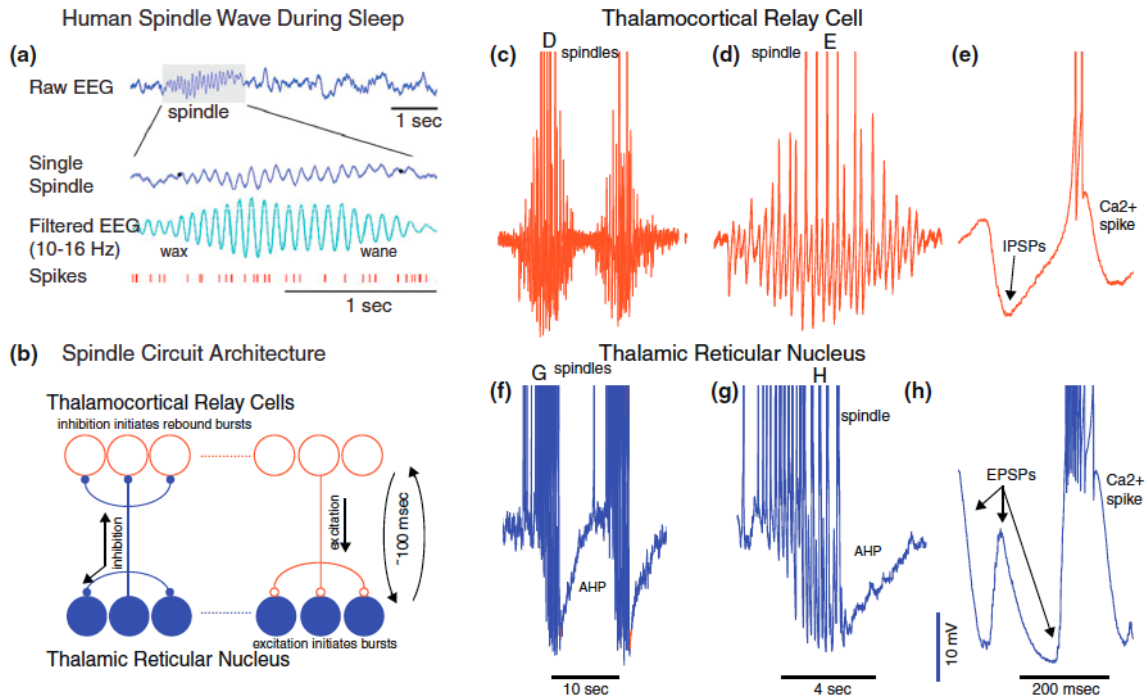 Human Spindle Wave During Sleep
(a)
Raw EEG
spindle
1 sec
Single
Spindle
Filtered EEG
(10-16 Hz)
wax
wane
Spikes
1 sec
(b) Spindle Circuit Architecture
Thalamocortical Relay Cells
inhibition initiates rebound bursts
inhibition
excitation
~100 msec
excitation initiates bursts
Thalamic Reticular Nucleus
Thalamocortical Relay Cell
(c)
D
spindles
(d)
spindle
E
(e)
IPSPs
Ca2+
spike
Thalamic Reticular Nucleus
(f)
G
spindles
AHP
10 sec
(g)
H
spindle
AHP
4 sec
(h)
EPSPs
Ca2+
spike
10 mV
200 msec